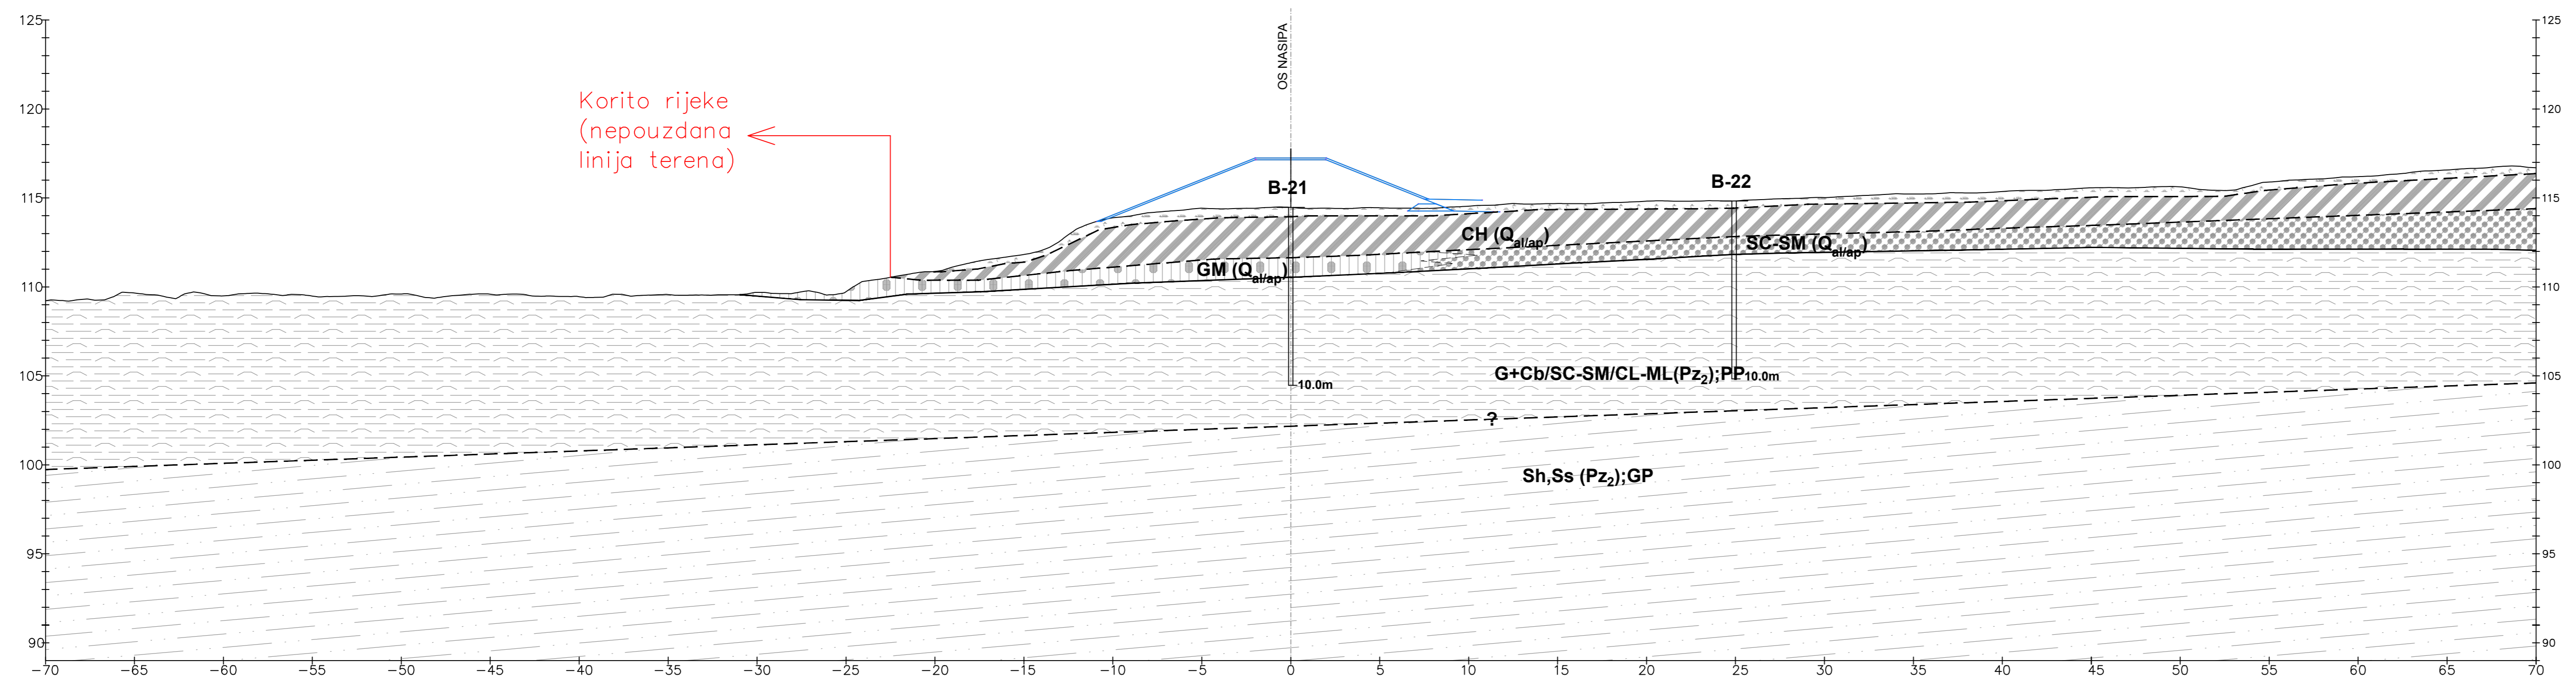 125
120
115
110
105
100
95
90
125
120
115
110
105
100
95
90
OS NASIPA
Korito rijeke
(nepouzdana
linija terena)
B-21
B-22
CH (Qal/ap)
SC-SM (Qal/ap)
GM (Qal/ap)
G+Cb/SC-SM/CL-ML(Pz2);PP
10.0m
10.0m
?
Sh,Ss (Pz2);GP
-70 -65 -60 -55 -50 -45 -40 -35 -30 -25 -20 -15 -10 -5 0 5 10 15 20 25 30 35 40 45 50 55 60 65 70